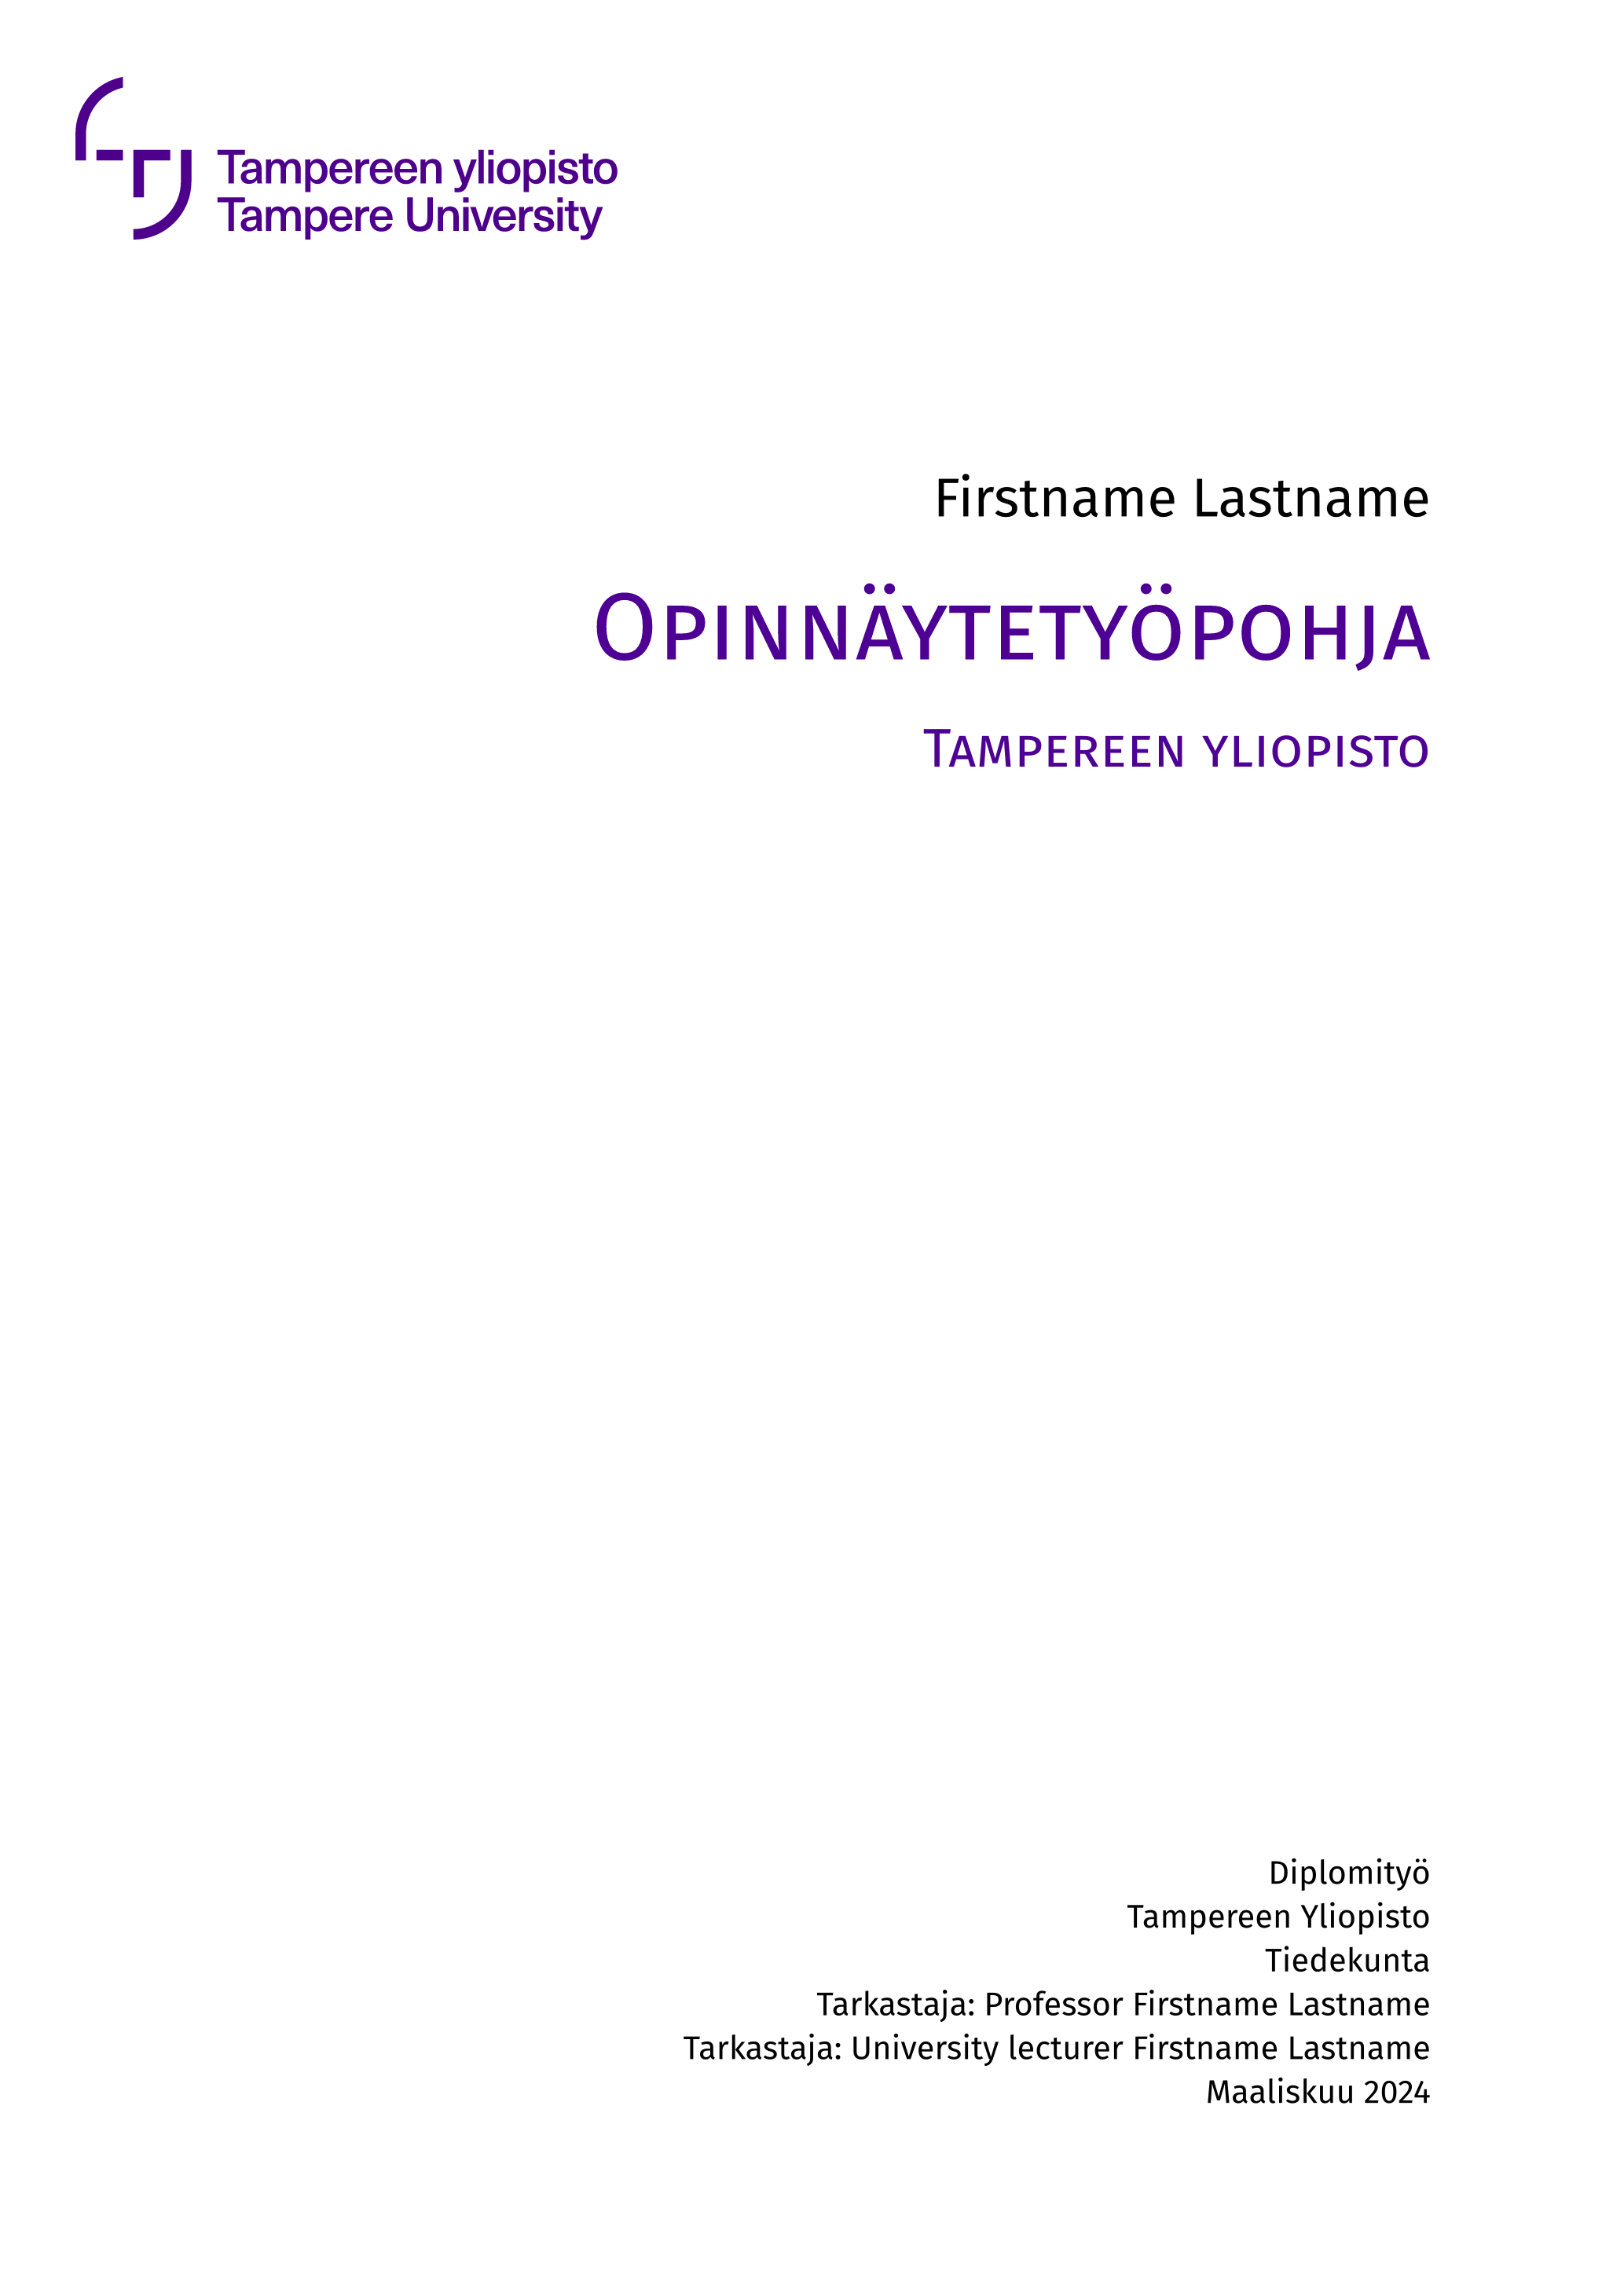 Tampereen yliopisto
Tampere University
Firstname Lastname
Opinnäytetyöpohja
Tampereen yliopisto
Diplomityö
Tampereen Yliopisto
Tiedekunta
Tarkastaja: Professor Firstname Lastname
Tarkastaja: University lecturer Firstname Lastname
Maaliskuu 2024